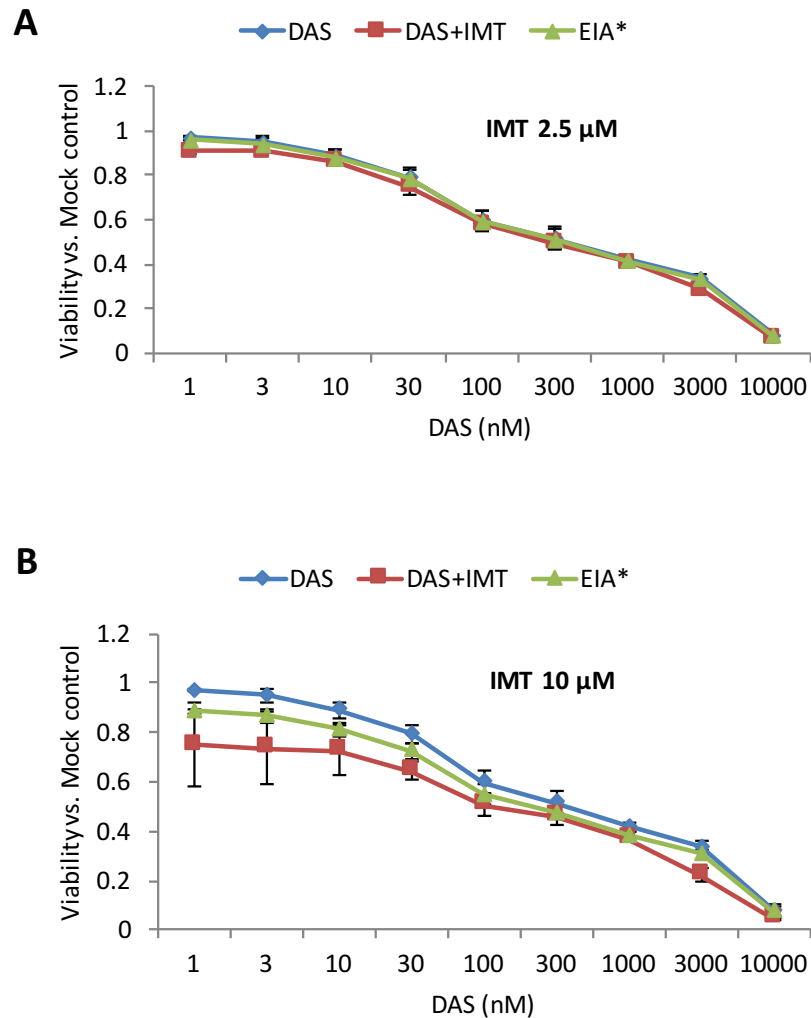 A
DAS DAS+IMT EIA*
IMT 2.5 µM
Viability vs. Mock control
1.2
1
0.8
0.6
0.4
0.2
0
1 3 10 30 100 300 1000 3000 10000
DAS (nM)
B
DAS DAS+IMT EIA*
IMT 10 µM
Viability vs. Mock control
1.2
1
0.8
0.6
0.4
0.2
0
1 3 10 30 100 300 1000 3000 10000
DAS (nM)